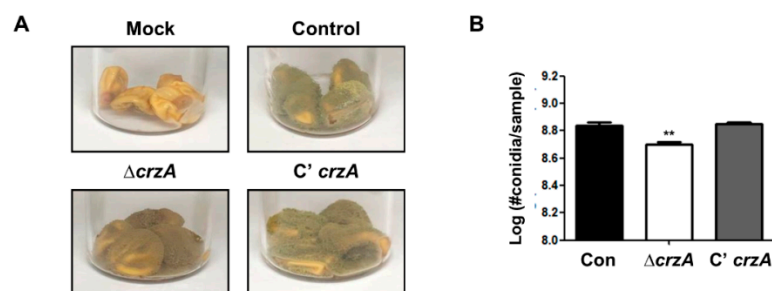 A
Mock
Control
ΔcrzA
C' crzA
B
Log (#conidia/sample)
9.2
9.0
8.8
8.6
8.4
8.2
8.0
**
Con
ΔcrzA
C' crzA